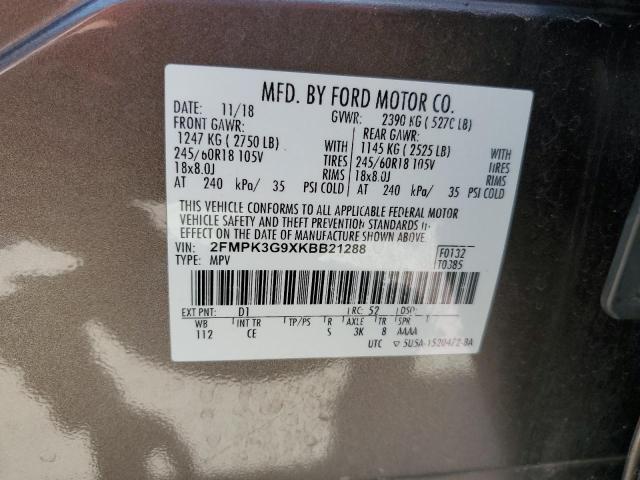 MFD. BY FORD MOTOR CO.
DATE: 11/18 GVWR: 2390 KG ( 5270 LB)
FRONT GAWR: REAR GAWR:
1247 KG ( 2750 LB) WITH 1145 KG ( 2525 LB) WITH
245/60R18 105V TIRES 245/60R18 105V TIRES
18x8.0J RIMS 18x8.0J RIMS
AT 240 kPa/ 35 PSI COLD AT 240 kPa/ 35 PSI COLD
THIS VEHICLE CONFORMS TO ALL APPLICABLE FEDERAL MOTOR
VEHICLE SAFETY AND THEFT PREVENTION STANDARDS IN
EFFECT ON THE DATE OF MANUFACTURE SHOWN ABOVE.
VIN: 2FMPK3G9XKBB21288 F0132
TYPE: MPV T0385
EXT PNT: D1 RC: 52 DSO:
WB INT TR TP/PS R AXLE TR SPR
112 CE S 3K 8 AAAA
UTC ▽ 5U5A-1520472-BA